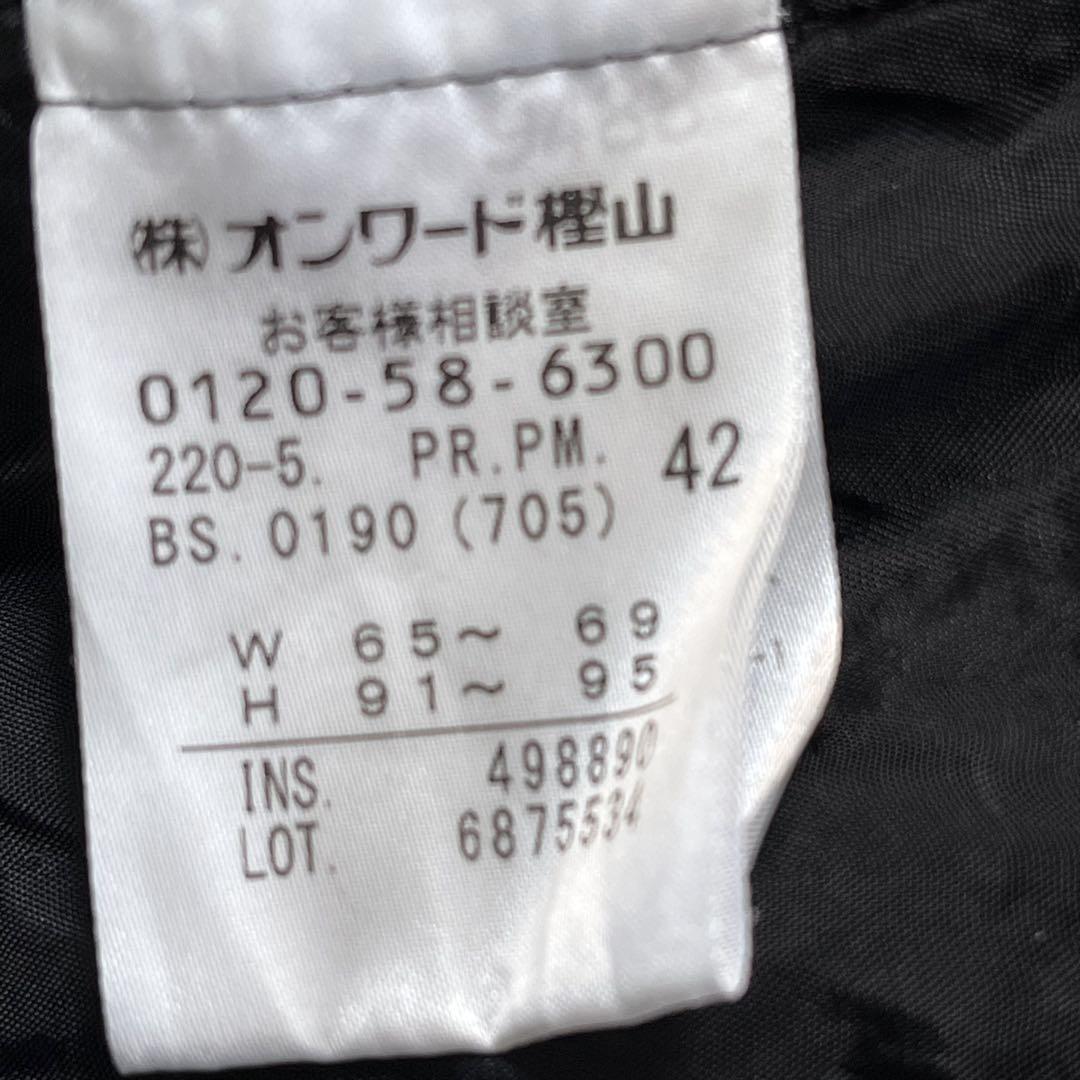 (株)オンワード樫山
お客様相談室
0120-58-6300
220-5. PR.PM. 42
BS. 0190 (705)
W 65～ 69
H 91～ 95
INS. 498890
LOT. 6875534